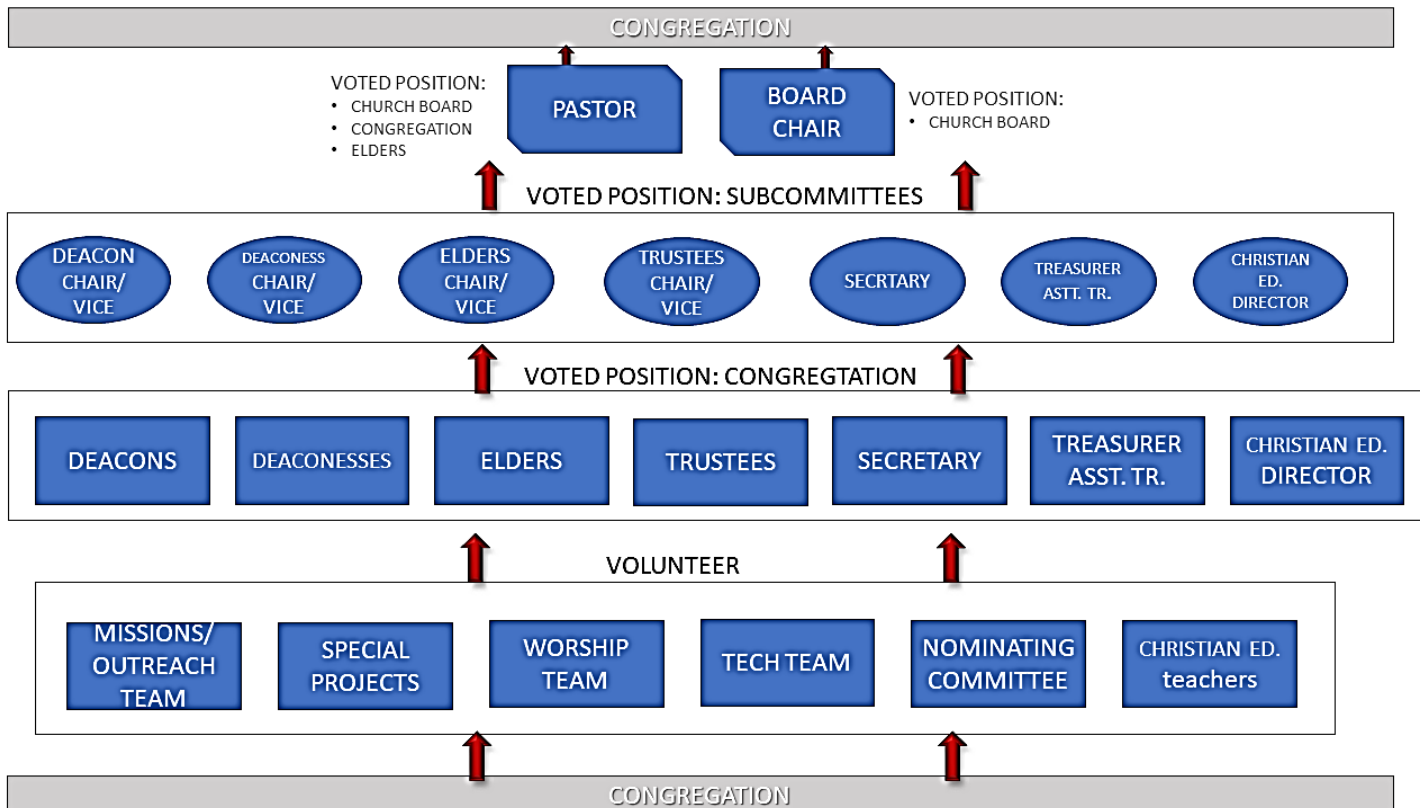 CONGREGATION
VOTED POSITION:
• CHURCH BOARD
• CONGREGATION
• ELDERS
PASTOR
BOARD
CHAIR
VOTED POSITION:
• CHURCH BOARD
VOTED POSITION: SUBCOMMITTEES
DEACON
CHAIR/
VICE
DEACONESS
CHAIR/
VICE
ELDERS
CHAIR/
VICE
TRUSTEES
CHAIR/
VICE
SECRTARY
TREASURER
ASTT. TR.
CHRISTIAN
ED.
DIRECTOR
VOTED POSITION: CONGREGTATION
DEACONS
DEACONESSES
ELDERS
TRUSTEES
SECRETARY
TREASURER
ASST. TR.
CHRISTIAN ED.
DIRECTOR
VOLUNTEER
MISSIONS/
OUTREACH
TEAM
SPECIAL
PROJECTS
WORSHIP
TEAM
TECH TEAM
NOMINATING
COMMITTEE
CHRISTIAN ED.
teachers
CONGREGATION